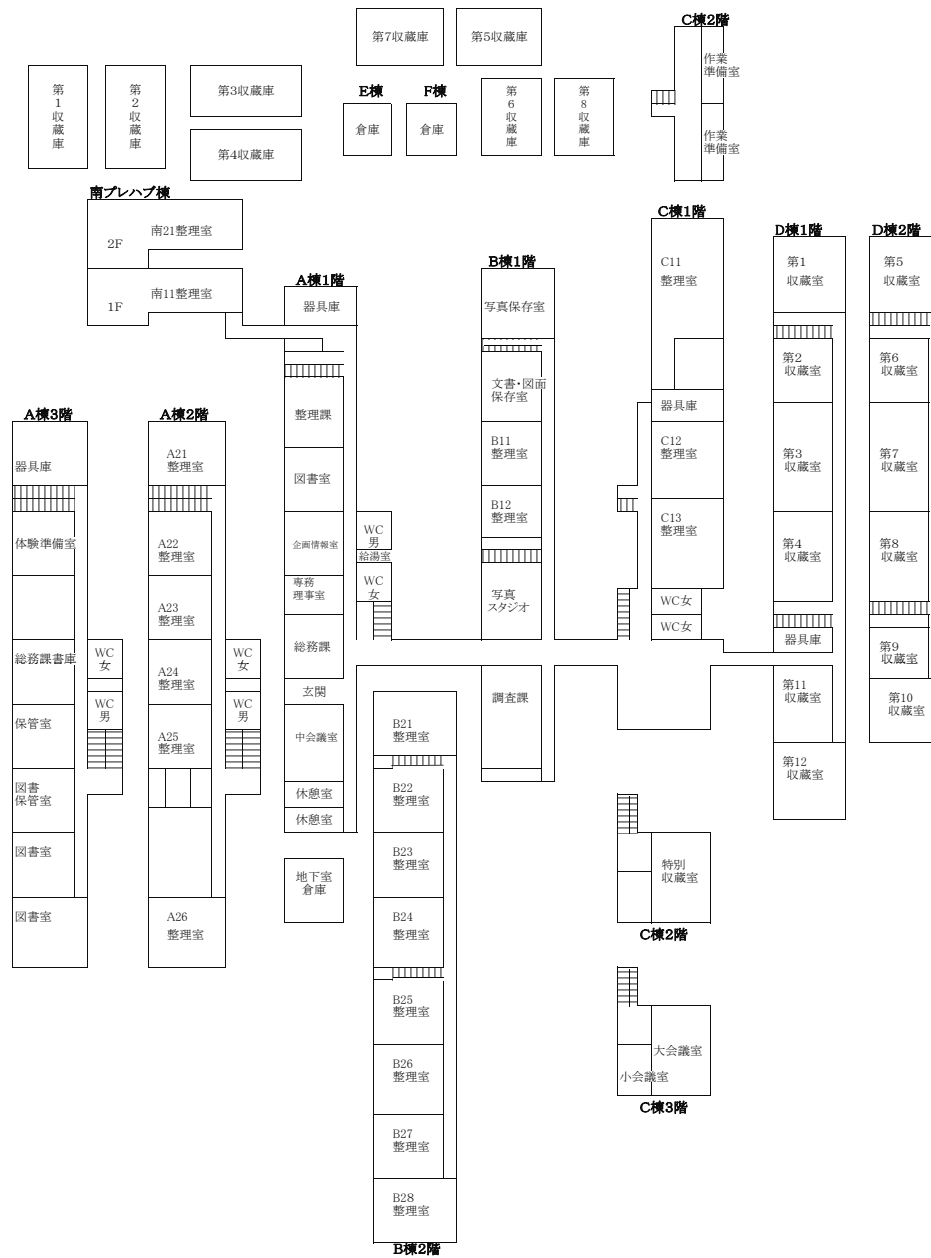 第7収蔵庫
第5収蔵庫
C棟2階
作業
準備室
作業
準備室
第1収蔵庫
第2収蔵庫
第3収蔵庫
第4収蔵庫
E棟
倉庫
F棟
倉庫
第6収蔵庫
第8収蔵庫
南プレハブ棟
南21整理室
2F
南11整理室
1F
A棟1階
器具庫
整理課
図書室
企画情報室
専務
理事室
総務課
玄関
中会議室
休憩室
休憩室
地下室
倉庫
WC
男
給湯室
WC
女
B棟1階
写真保存室
文書・図面
保存室
B11
整理室
B12
整理室
写真
スタジオ
調査課
C棟1階
C11
整理室
器具庫
C12
整理室
C13
整理室
WC女
WC女
D棟1階
第1
収蔵室
第2
収蔵室
第3
収蔵室
第4
収蔵室
器具庫
第11
収蔵室
第12
収蔵室
D棟2階
第5
収蔵室
第6
収蔵室
第7
収蔵室
第8
収蔵室
第9
収蔵室
第10
収蔵室
A棟3階
器具庫
体験準備室
総務課書庫
保管室
図書
保管室
図書室
図書室
WC
女
WC
男
A棟2階
A21
整理室
A22
整理室
A23
整理室
A24
整理室
A25
整理室
A26
整理室
WC
女
WC
男
B21
整理室
B22
整理室
B23
整理室
B24
整理室
B25
整理室
B26
整理室
B27
整理室
B28
整理室
B棟2階
特別
収蔵室
C棟2階
大会議室
小会議室
C棟3階